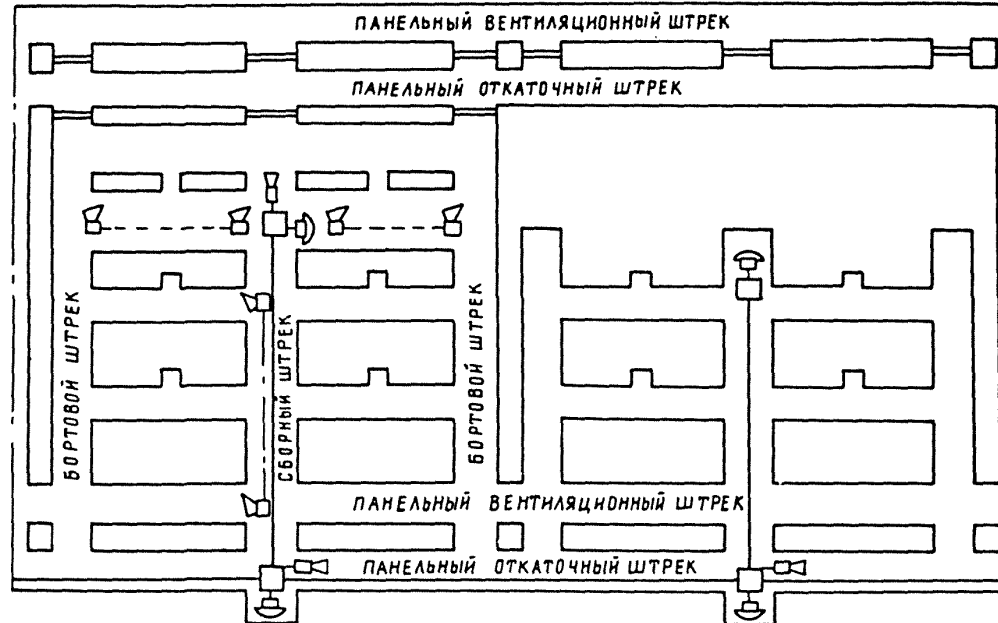 ПАНЕЛЬНЫЙ ВЕНТИЛЯЦИОННЫЙ ШТРЕК
ПАНЕЛЬНЫЙ ОТКАТОЧНЫЙ ШТРЕК
БОРТОВОЙ ШТРЕК
СБОРНЫЙ ШТРЕК
БОРТОВОЙ ШТРЕК
ПАНЕЛЬНЫЙ ВЕНТИЛЯЦИОННЫЙ ШТРЕК
ПАНЕЛЬНЫЙ ОТКАТОЧНЫЙ ШТРЕК